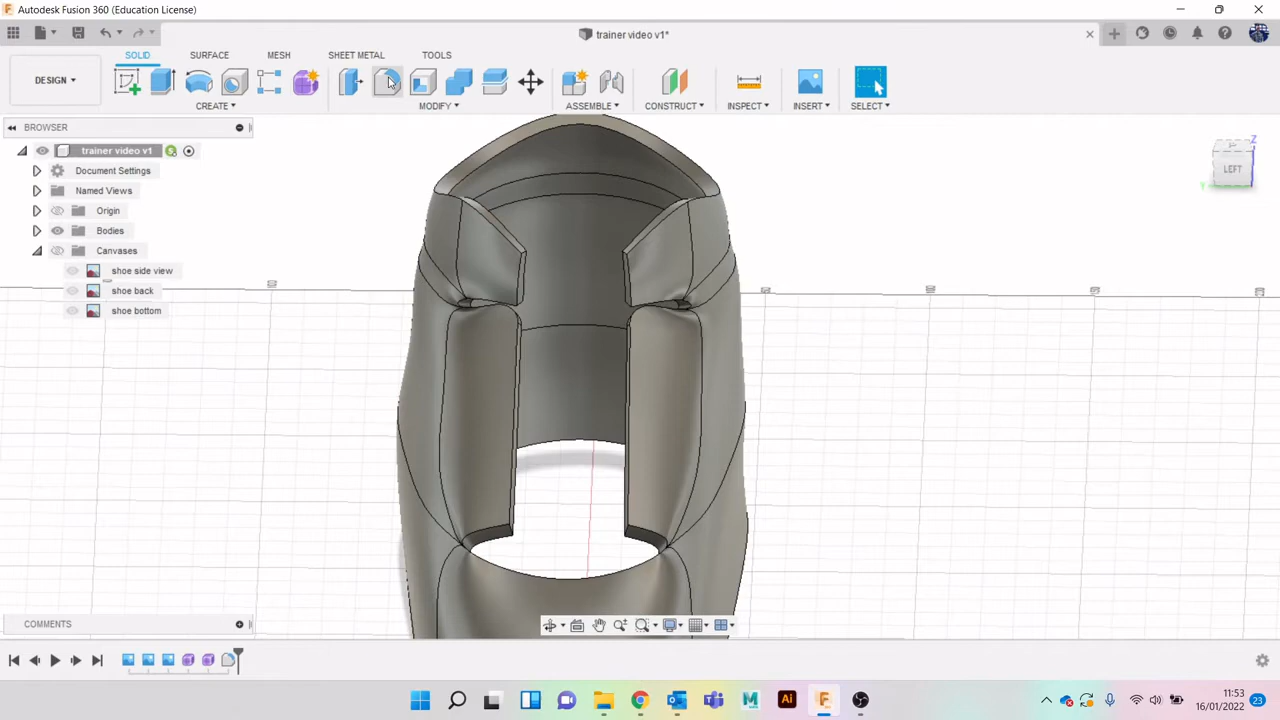 Autodesk Fusion 360 (Education License)
trainer video v1*
DESIGN
SOLID
SURFACE
MESH
SHEET METAL
TOOLS
CREATE
MODIFY
ASSEMBLE
CONSTRUCT
INSPECT
INSERT
SELECT
BROWSER
trainer video v1
Document Settings
Named Views
Origin
Bodies
Canvases
shoe side view
shoe back
shoe bottom
Z
LEFT
Y
COMMENTS
11:53
16/01/2022
23